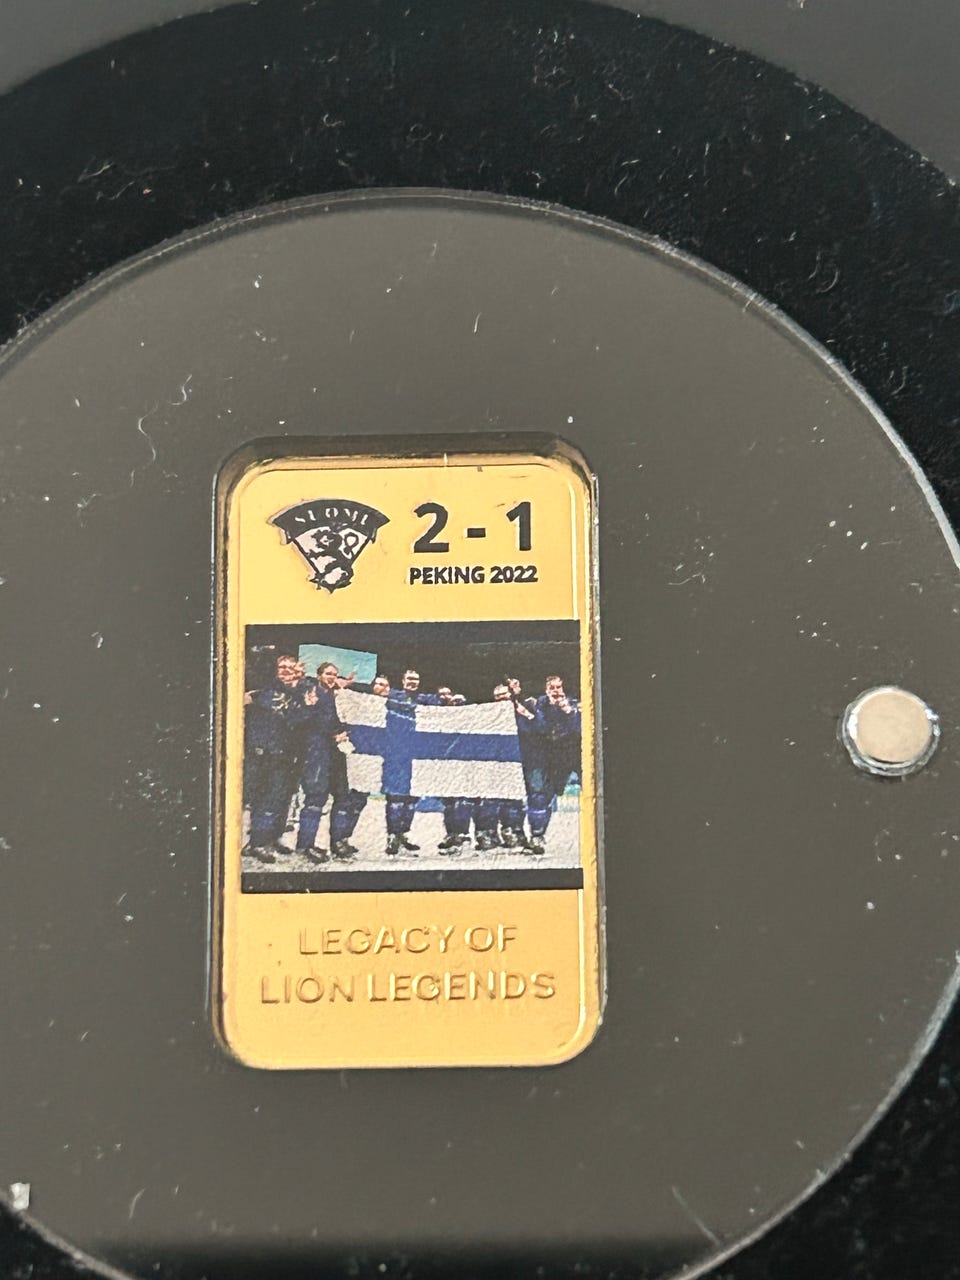 SUOMI
2 - 1
PEKING 2022
LEGACY OF
LION LEGENDS